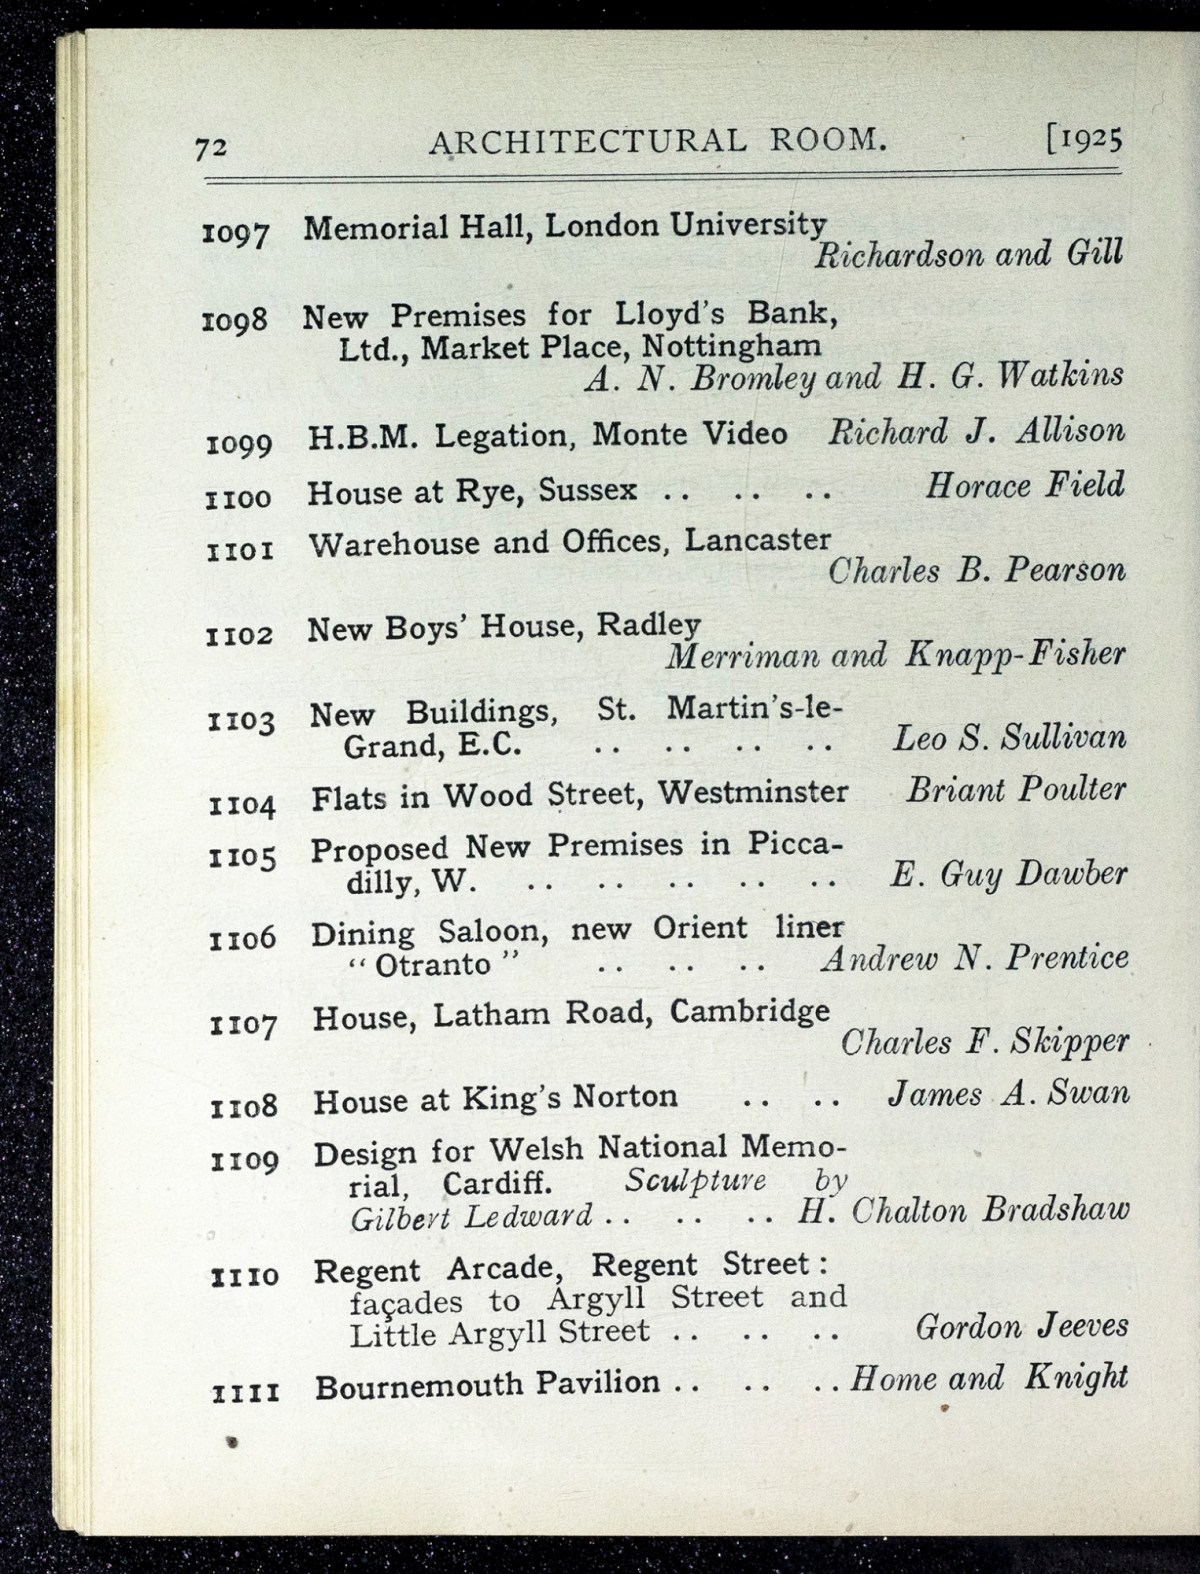 72 ARCHITECTURAL ROOM. [1925
1097 Memorial Hall, London University
Richardson and Gill
1098 New Premises for Lloyd's Bank,
Ltd., Market Place, Nottingham
A. N. Bromley and H. G. Watkins
1099 H.B.M. Legation, Monte Video Richard J. Allison
1100 House at Rye, Sussex .. .. .. Horace Field
1101 Warehouse and Offices, Lancaster
Charles B. Pearson
1102 New Boys' House, Radley
Merriman and Knapp-Fisher
1103 New Buildings, St. Martin's-le-
Grand, E.C. .. .. .. .. Leo S. Sullivan
1104 Flats in Wood Street, Westminster Briant Poulter
1105 Proposed New Premises in Picca-
dilly, W. .. .. .. .. .. E. Guy Dawber
1106 Dining Saloon, new Orient liner
“Otranto” .. .. .. Andrew N. Prentice
1107 House, Latham Road, Cambridge
Charles F. Skipper
1108 House at King's Norton .. .. James A. Swan
1109 Design for Welsh National Memo-
rial, Cardiff. Sculpture by
Gilbert Ledward .. .. .. H. Chalton Bradshaw
1110 Regent Arcade, Regent Street:
façades to Argyll Street and
Little Argyll Street .. .. .. Gordon Jeeves
1111 Bournemouth Pavilion .. .. .. Home and Knight